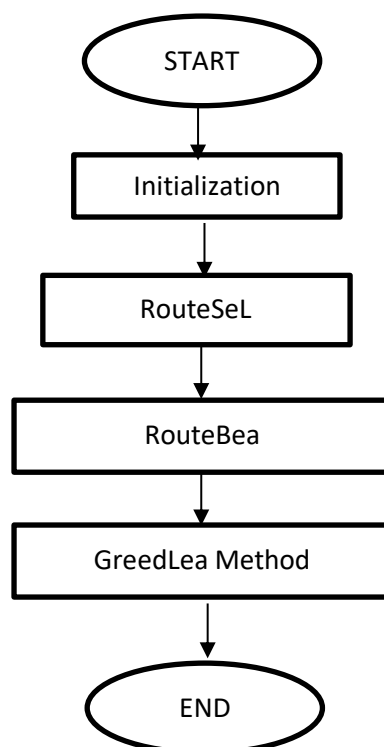 START
Initialization
RouteSeL
RouteBea
GreedLea Method
END